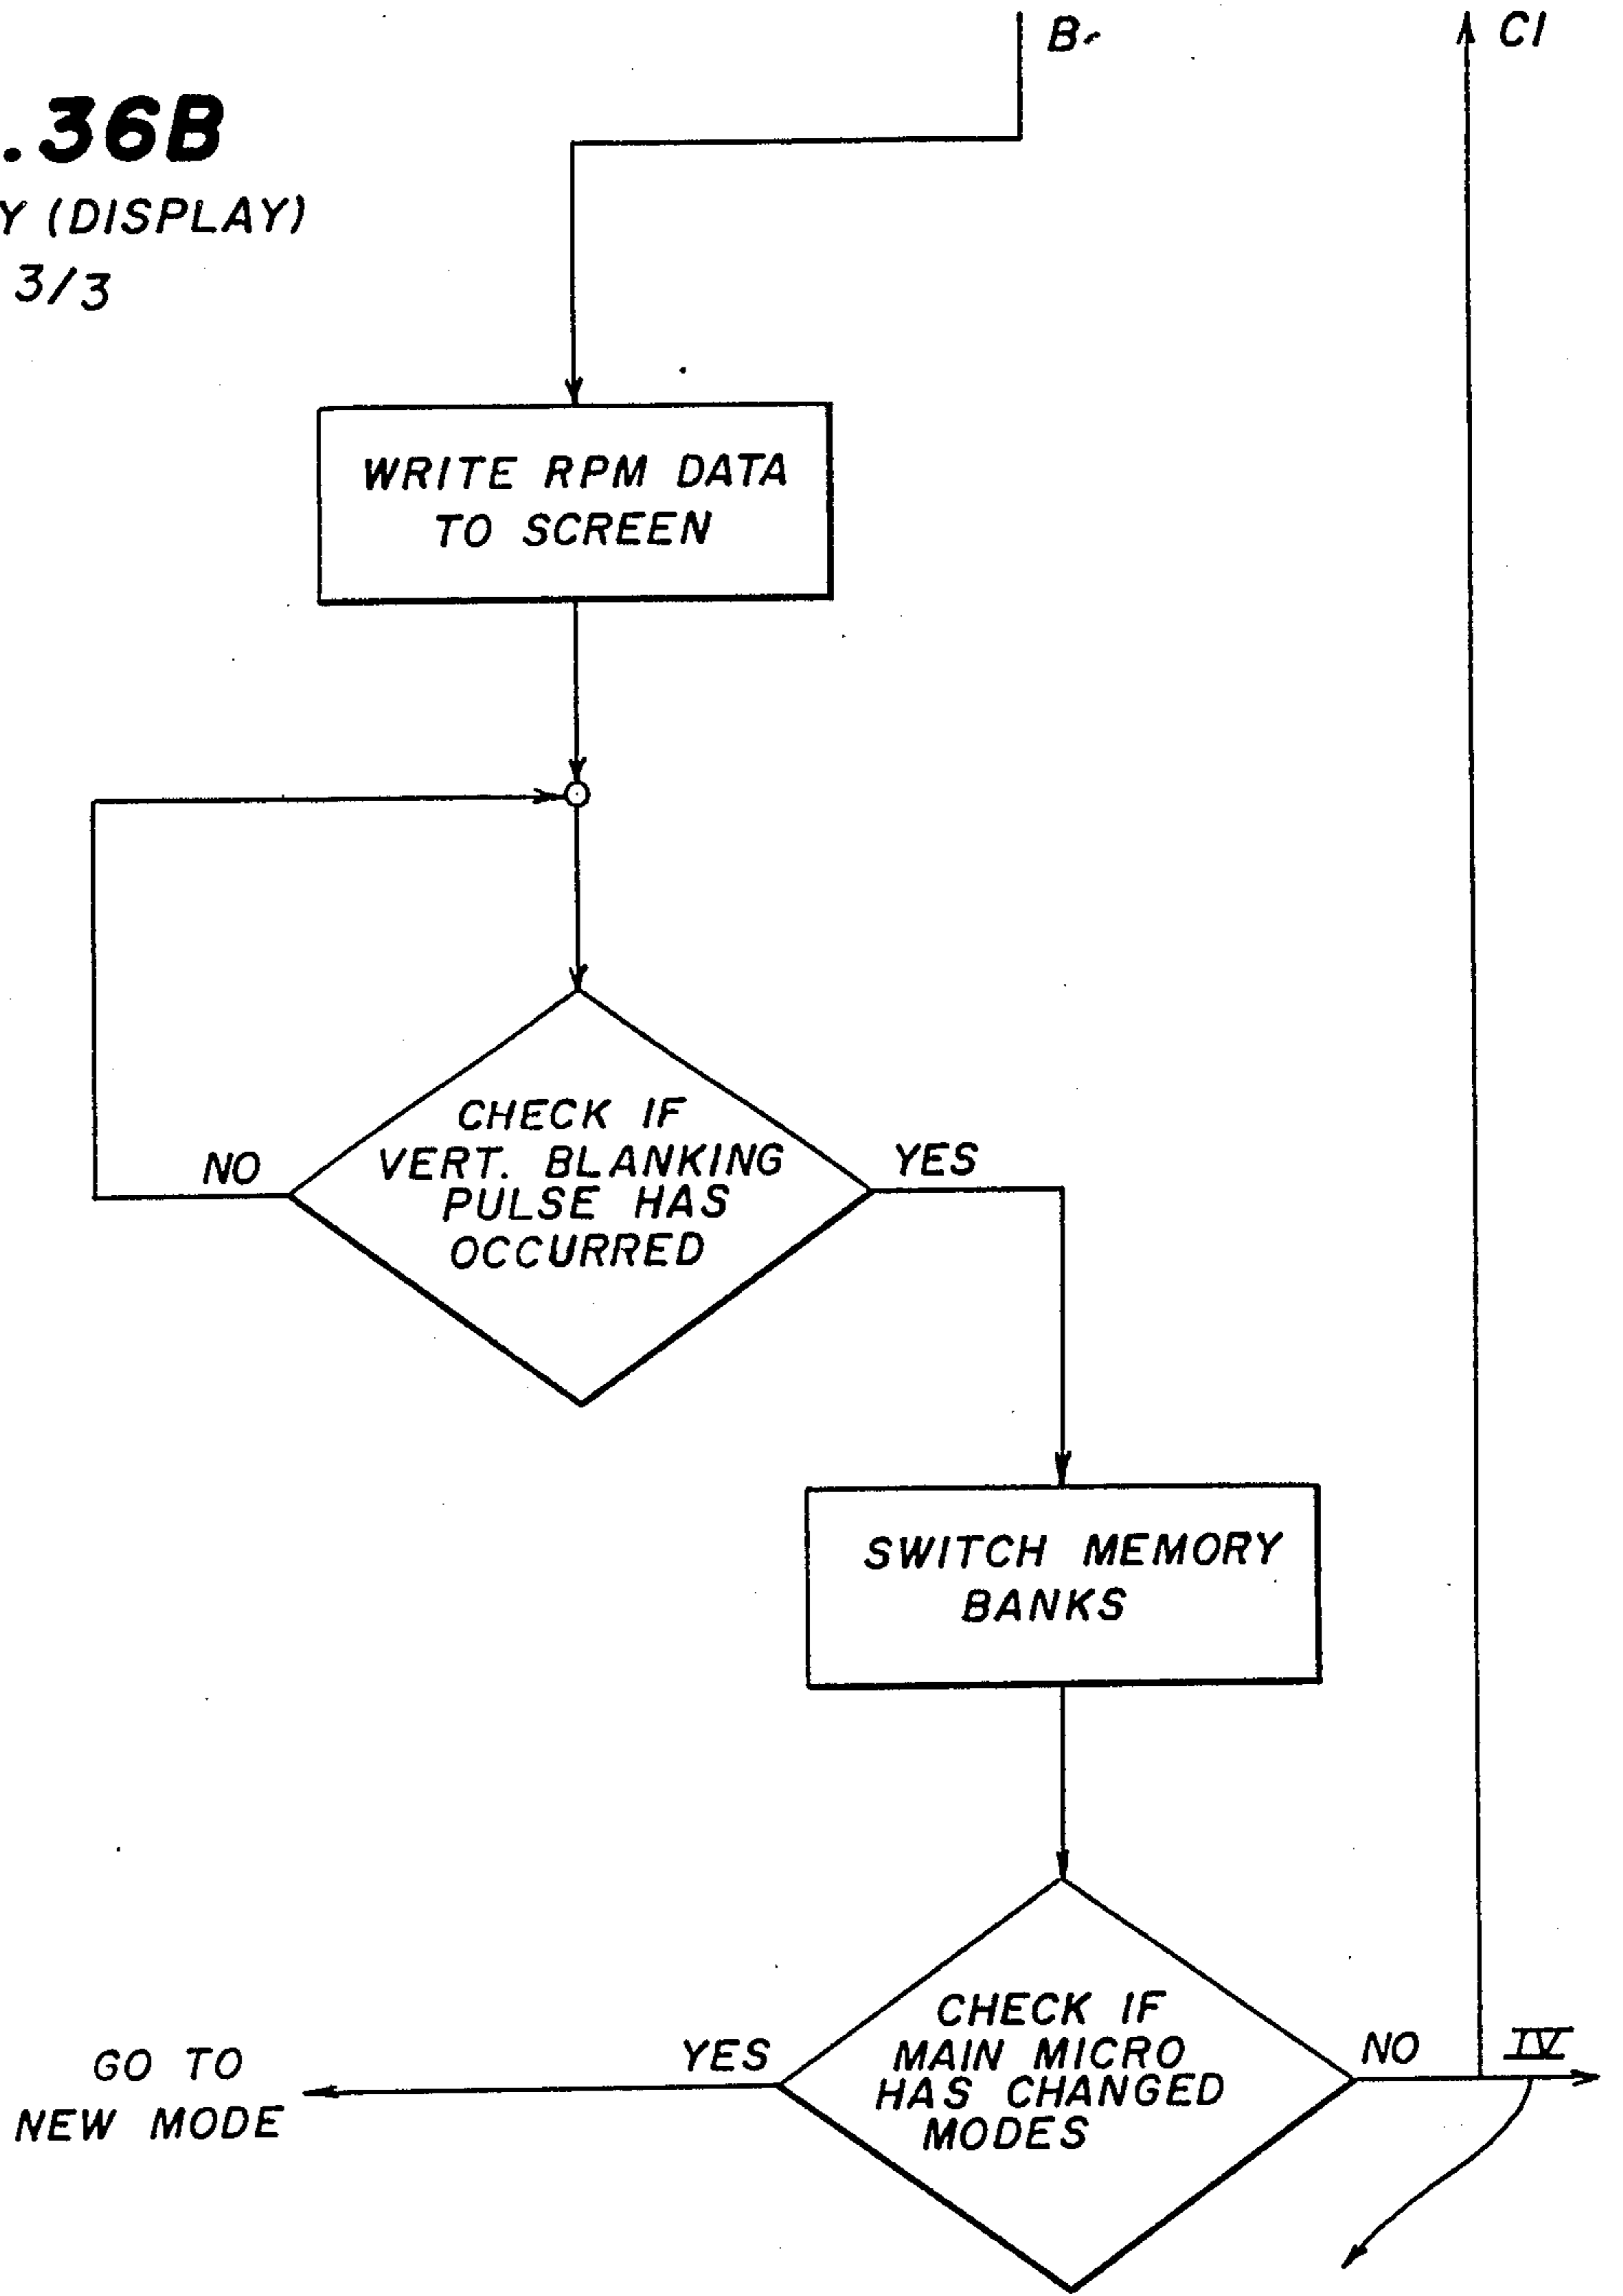 .36B
Y (DISPLAY)
3/3
B
C1
WRITE RPM DATA
TO SCREEN
CHECK IF
VERT. BLANKING
PULSE HAS
OCCURRED
NO
YES
SWITCH MEMORY
BANKS
CHECK IF
MAIN MICRO
HAS CHANGED
MODES
YES
NO
IV
GO TO
NEW MODE